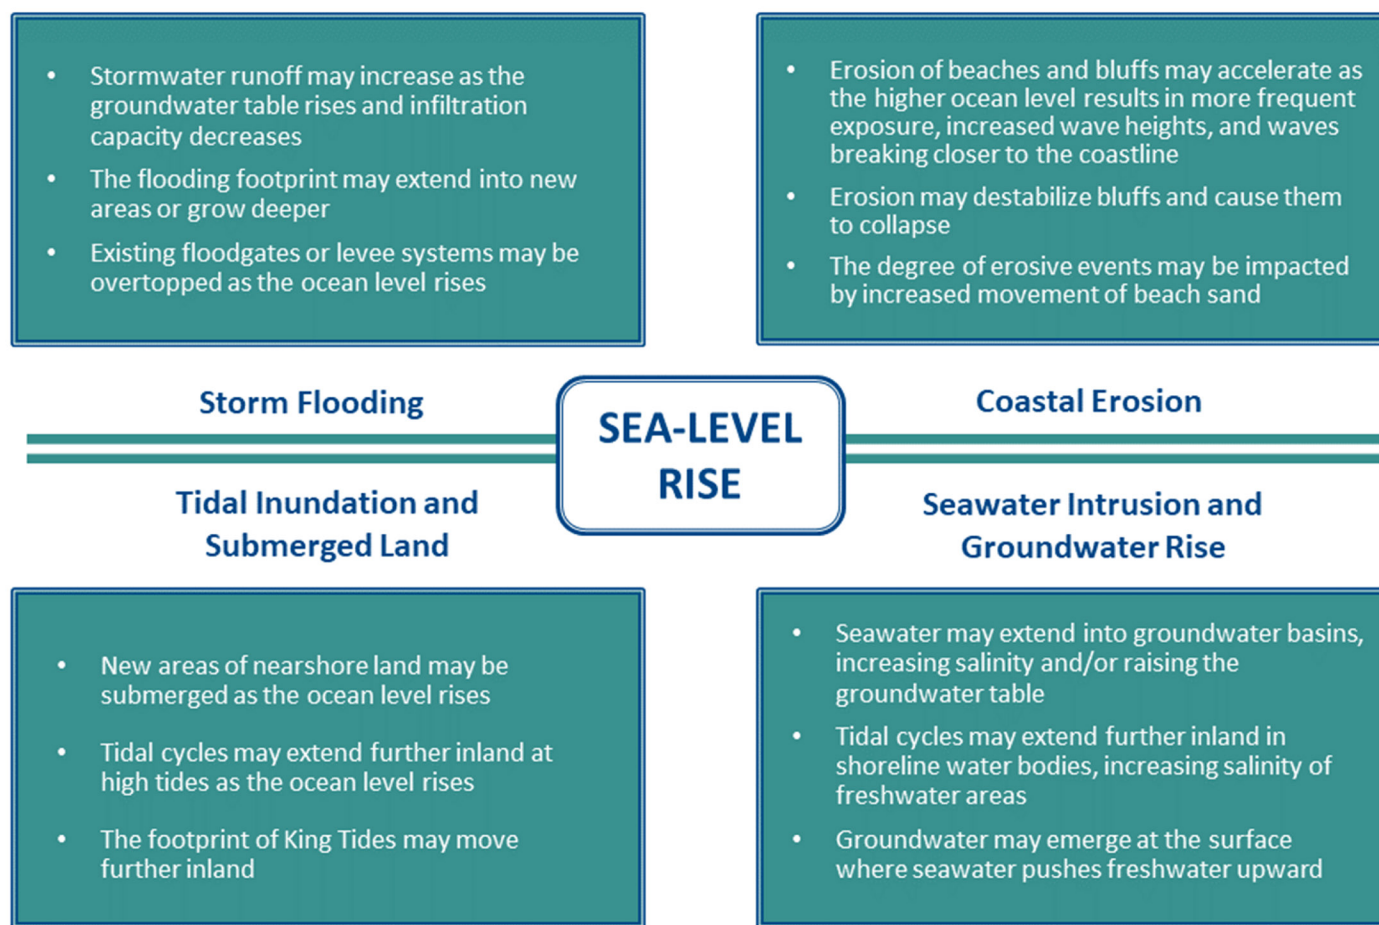 • Stormwater runoff may increase as the
groundwater table rises and infiltration
capacity decreases
• The flooding footprint may extend into new
areas or grow deeper
• Existing floodgates or levee systems may be
overtopped as the ocean level rises
• Erosion of beaches and bluffs may accelerate as
the higher ocean level results in more frequent
exposure, increased wave heights, and waves
breaking closer to the coastline
• Erosion may destabilize bluffs and cause them
to collapse
• The degree of erosive events may be impacted
by increased movement of beach sand
Storm Flooding
Coastal Erosion
SEA-LEVEL
RISE
Tidal Inundation and
Submerged Land
Seawater Intrusion and
Groundwater Rise
• New areas of nearshore land may be
submerged as the ocean level rises
• Tidal cycles may extend further inland at
high tides as the ocean level rises
• The footprint of King Tides may move
further inland
• Seawater may extend into groundwater basins,
increasing salinity and/or raising the
groundwater table
• Tidal cycles may extend further inland in
shoreline water bodies, increasing salinity of
freshwater areas
• Groundwater may emerge at the surface
where seawater pushes freshwater upward